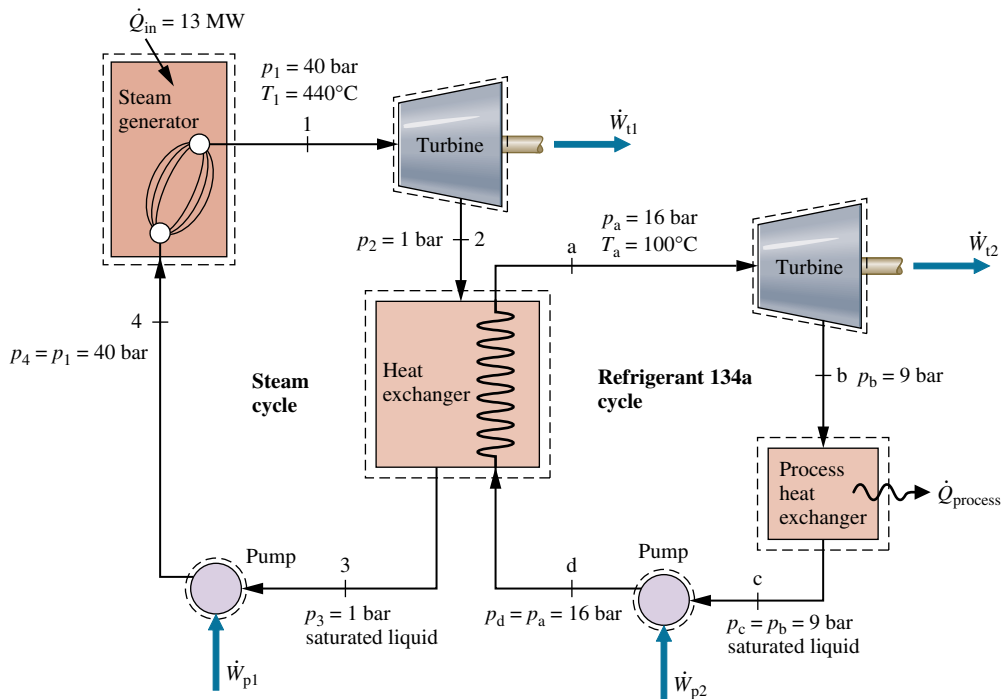 Q̇in = 13 MW
Steam
generator
p1 = 40 bar
T1 = 440°C
1
Turbine
Ẇt1
p2 = 1 bar
2
pa = 16 bar
Ta = 100°C
a
Turbine
Ẇt2
4
p4 = p1 = 40 bar
Steam
cycle
Heat
exchanger
Refrigerant 134a
cycle
b pb = 9 bar
Process
heat
exchanger
Q̇process
Pump
3
p3 = 1 bar
saturated liquid
Ẇp1
d
pd = pa = 16 bar
Pump
c
pc = pb = 9 bar
saturated liquid
Ẇp2